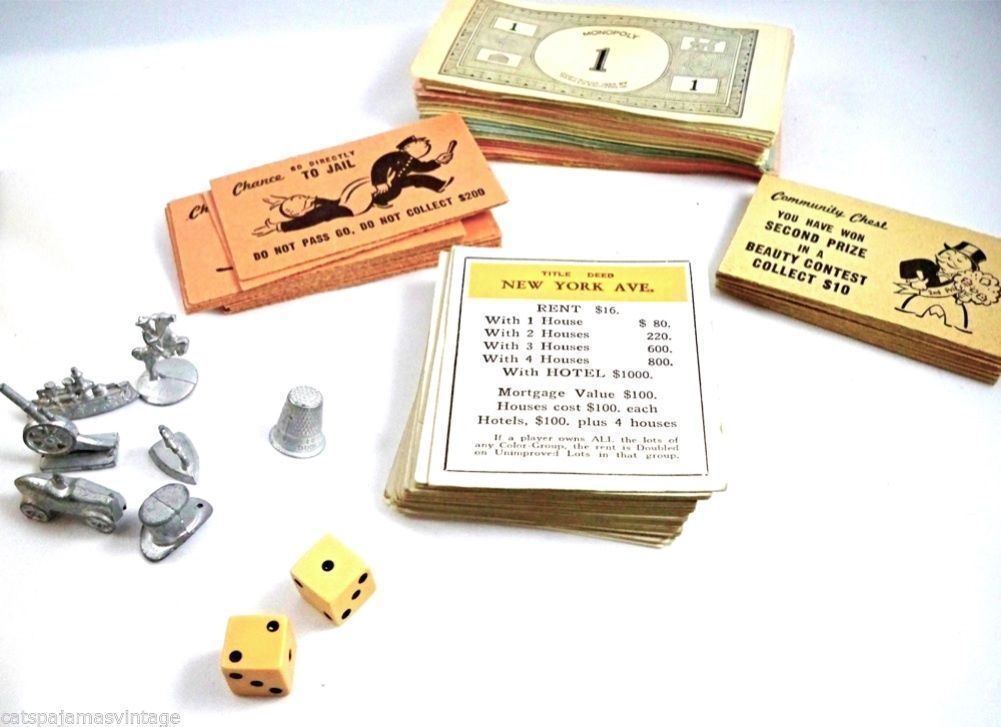 1
MONOPOLY
1
1
Chance
GO DIRECTLY
TO JAIL
DO NOT PASS GO, DO NOT COLLECT $200
Ch
Community Chest
YOU HAVE WON
SECOND PRIZE
IN A
BEAUTY CONTEST
COLLECT $10
2nd
TITLE DEED
NEW YORK AVE.
RENT $16.
With 1 House $ 80.
With 2 Houses 220.
With 3 Houses 600.
With 4 Houses 800.
With HOTEL $1000.
Mortgage Value $100.
Houses cost $100. each
Hotels, $100. plus 4 houses
If a player owns ALL the lots of
any Color-Group, the rent is Doubled
on Unimproved Lots in that group.
catspajamasvintage